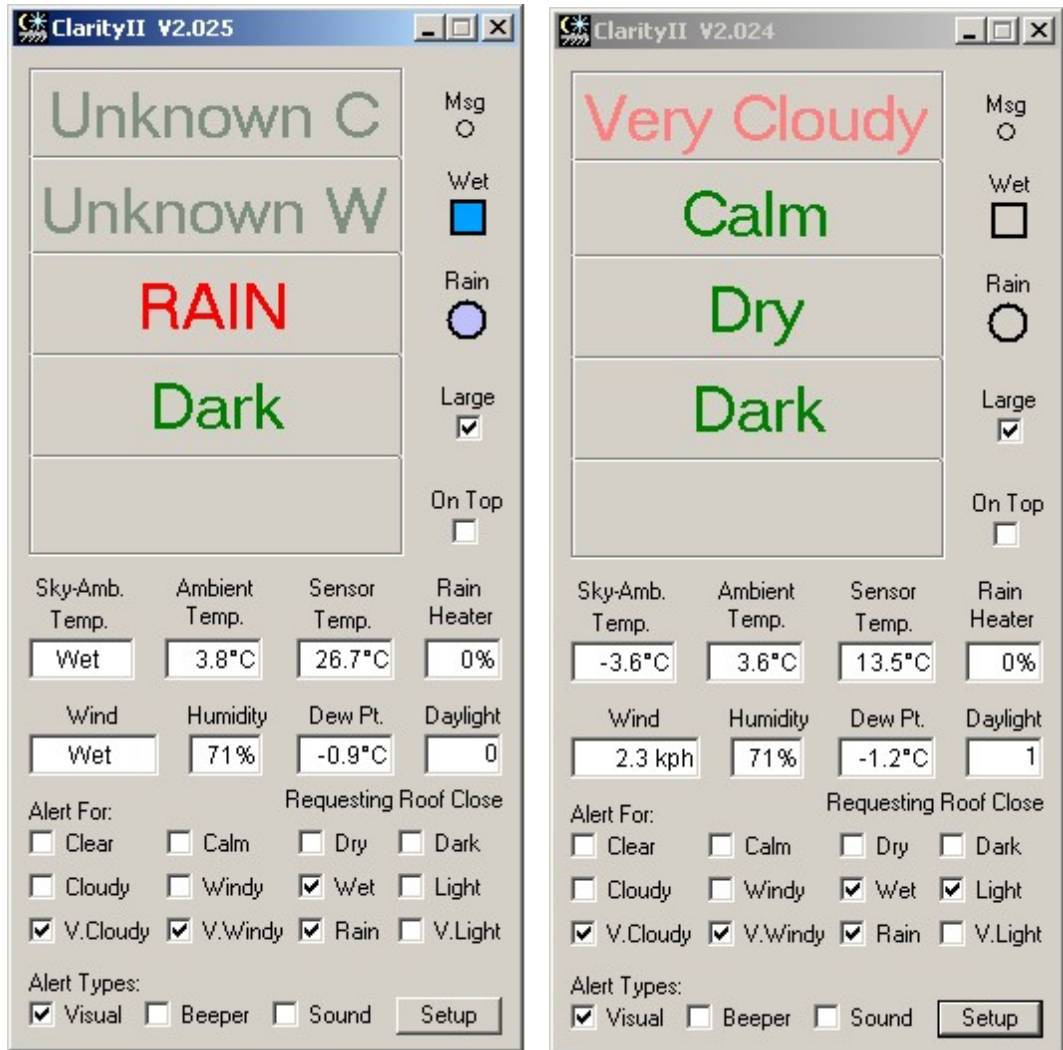 ClarityII V2.025
Unknown C
Msg
Unknown W
Wet
RAIN
Rain
Dark
Large
On Top
Sky-Amb. Temp. Ambient Temp. Sensor Temp. Rain Heater
Wet 3.8°C 26.7°C 0%
Wind Humidity Dew Pt. Daylight
Wet 71% -0.9°C 0
Requesting Roof Close
Alert For:
Clear Calm Dry Dark
Cloudy Windy Wet Light
V.Cloudy V.Windy Rain V.Light
Alert Types:
Visual Beeper Sound Setup
ClarityII V2.024
Very Cloudy
Msg
Calm
Wet
Dry
Rain
Dark
Large
On Top
Sky-Amb. Temp. Ambient Temp. Sensor Temp. Rain Heater
-3.6°C 3.6°C 13.5°C 0%
Wind Humidity Dew Pt. Daylight
2.3 kph 71% -1.2°C 1
Requesting Roof Close
Alert For:
Clear Calm Dry Dark
Cloudy Windy Wet Light
V.Cloudy V.Windy Rain V.Light
Alert Types:
Visual Beeper Sound Setup